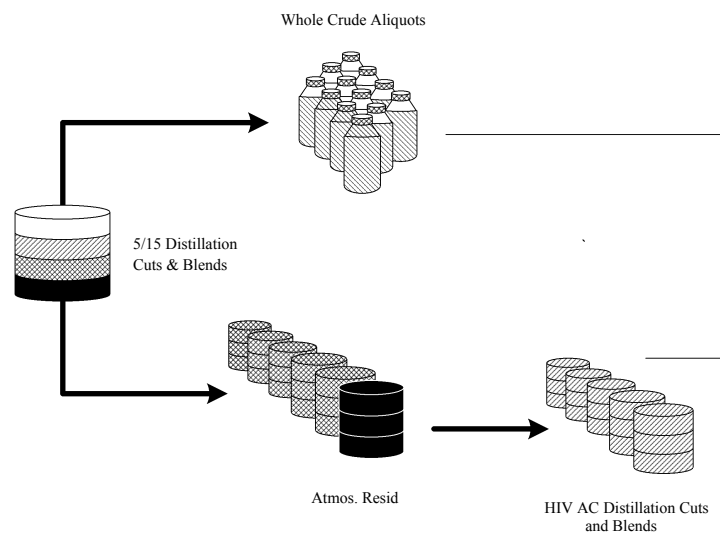 Whole Crude Aliquots
5/15 Distillation
Cuts & Blends
Atmos. Resid
HIV AC Distillation Cuts
and Blends